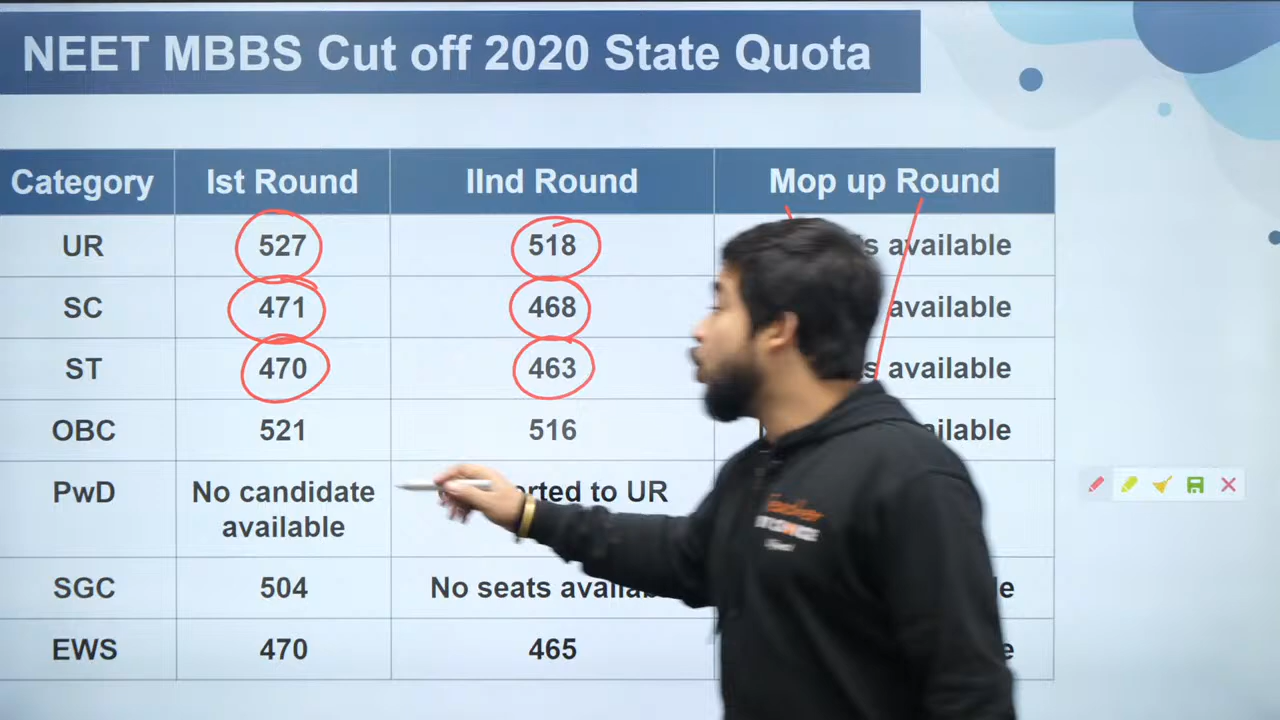 NEET MBBS Cut off 2020 State Quota
Category Ist Round IInd Round Mop up Round
UR 527 518 available
SC 471 468 available
ST 470 463 available
OBC 521 516
PwD No candidate available to UR
SGC 504 No seats
EWS 470 465